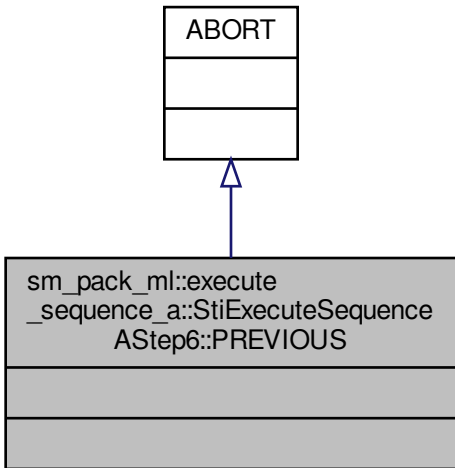 ABORT
sm_pack_ml::execute
_sequence_a::StiExecuteSequence
AStep6::PREVIOUS